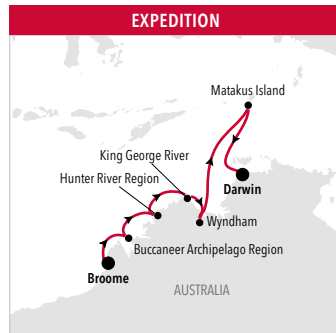 EXPEDITION
Matakus Island
King George River
Hunter River Region
Darwin
Wyndham
Buccaneer Archipelago Region
Broome
AUSTRALIA